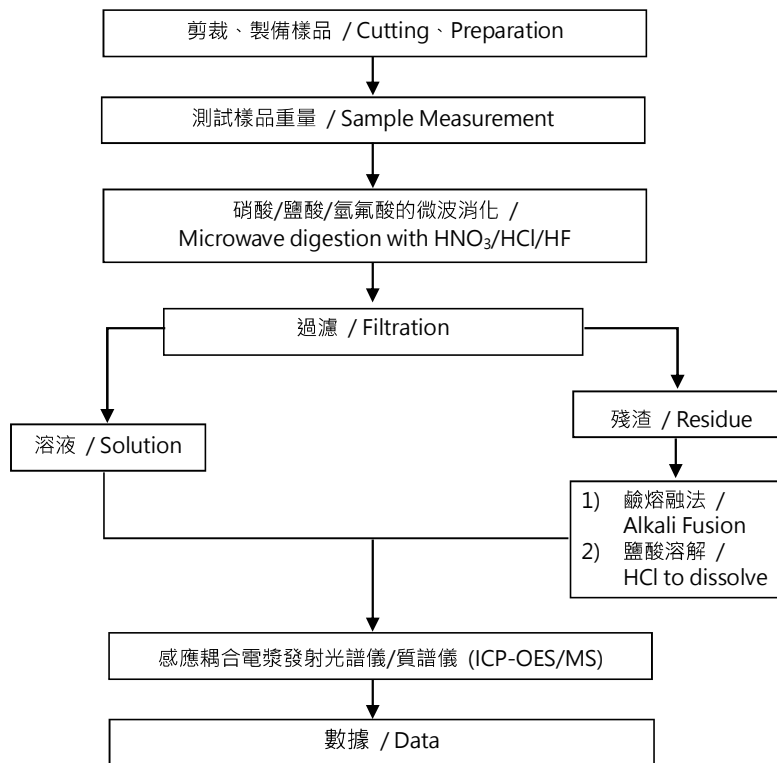 剪裁、製備樣品 / Cutting、Preparation
測試樣品重量 / Sample Measurement
硝酸/鹽酸/氫氟酸的微波消化 /
Microwave digestion with HNO₃/HCl/HF
過濾 / Filtration
溶液 / Solution
殘渣 / Residue
1) 鹼熔融法 /
Alkali Fusion
2) 鹽酸溶解 /
HCl to dissolve
感應耦合電漿發射光譜儀/質譜儀 (ICP-OES/MS)
數據 / Data